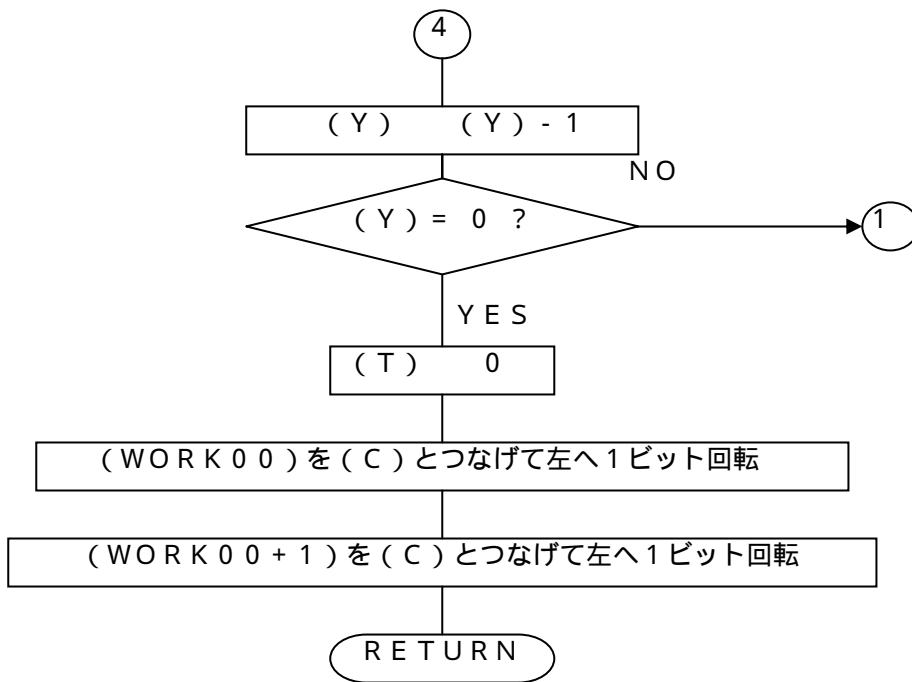 4
(Y)　(Y)-1
NO
(Y)= 0 ?
1
YES
(T)　0
(WORK00)を(C)とつなげて左へ1ビット回転
(WORK00+1)を(C)とつなげて左へ1ビット回転
RETURN